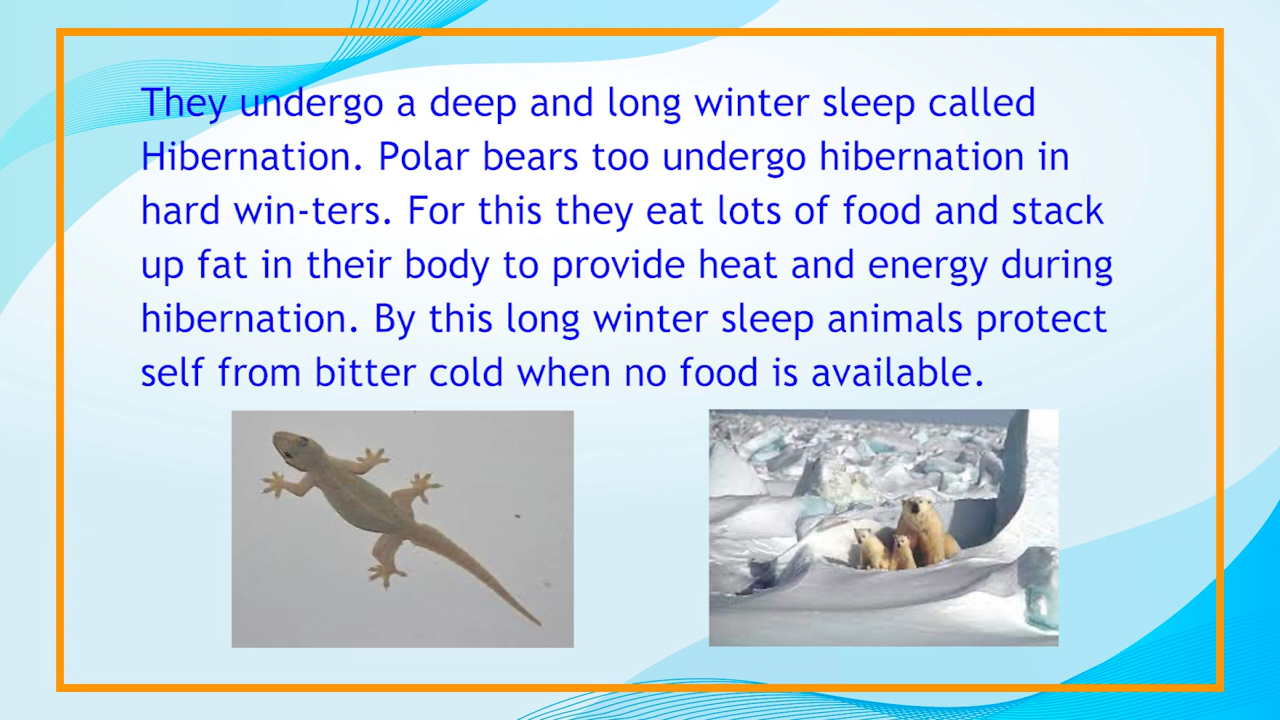 They undergo a deep and long winter sleep called
Hibernation. Polar bears too undergo hibernation in
hard win-ters. For this they eat lots of food and stack
up fat in their body to provide heat and energy during
hibernation. By this long winter sleep animals protect
self from bitter cold when no food is available.